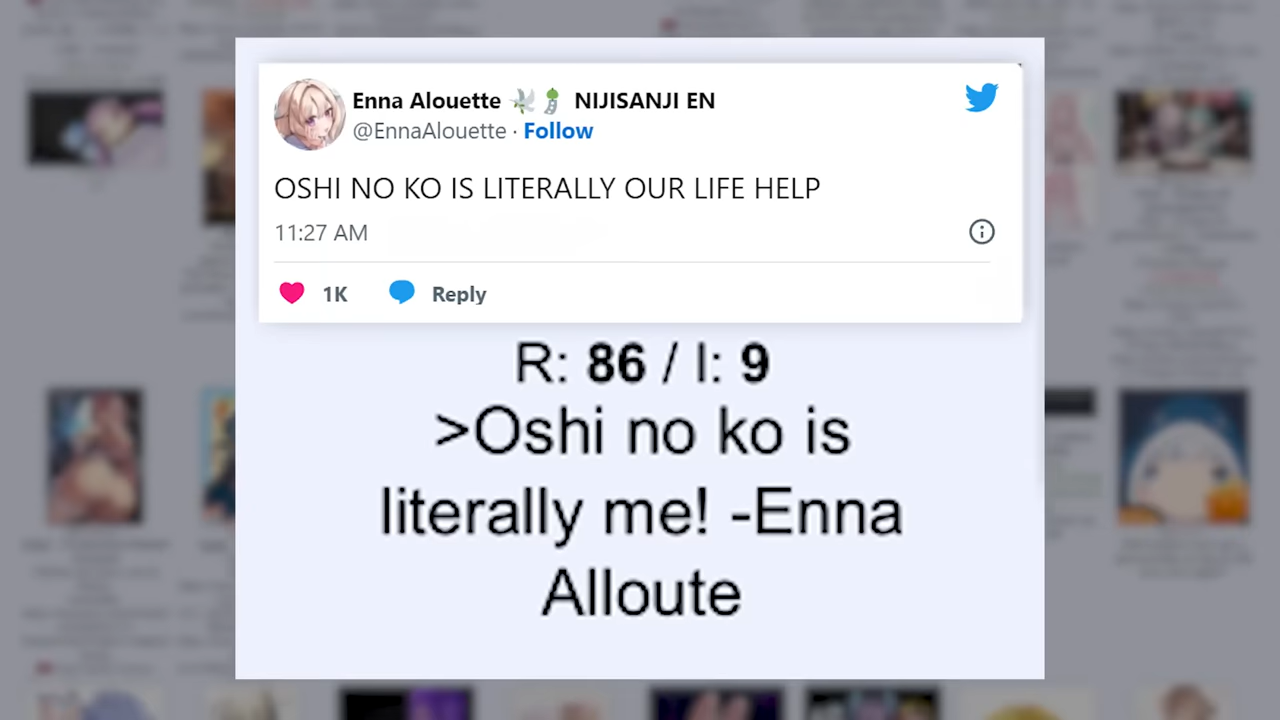 Enna Alouette 🕊️ NIJISANJI EN
@EnnaAlouette · Follow
OSHI NO KO IS LITERALLY OUR LIFE HELP
11:27 AM
1K Reply
R: 86 / I: 9
>Oshi no ko is
literally me! -Enna
Alloute